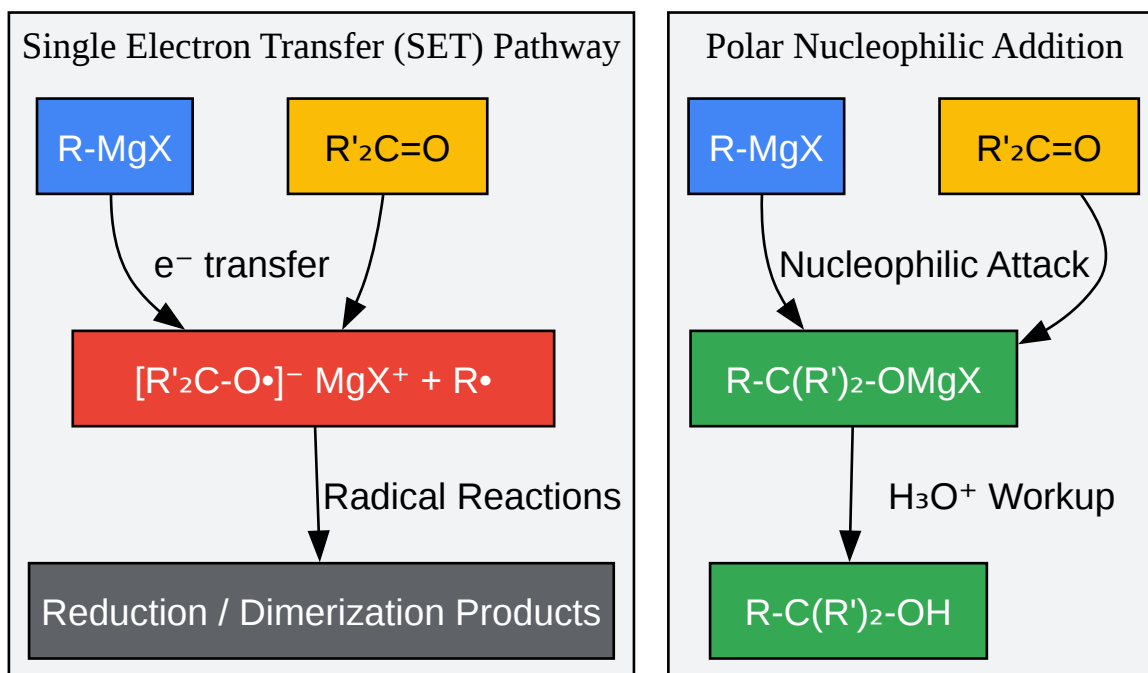 Single Electron Transfer (SET) Pathway
R-MgX
R'₂C=O
e⁻ transfer
[R'₂C-O•]⁻ MgX⁺ + R•
Radical Reactions
Reduction / Dimerization Products
Polar Nucleophilic Addition
R-MgX
R'₂C=O
Nucleophilic Attack
R-C(R')₂-OMgX
H₃O⁺ Workup
R-C(R')₂-OH